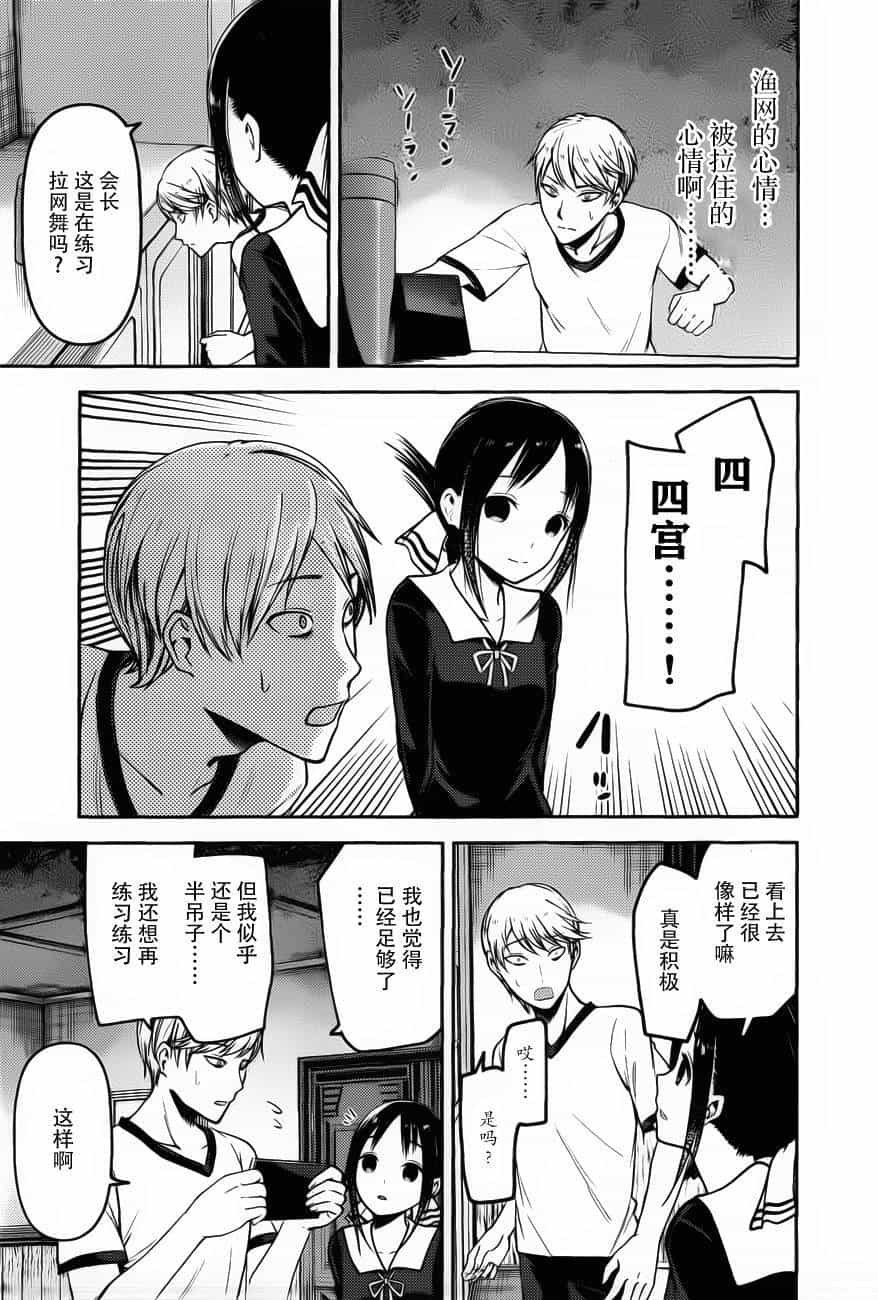 渔网的心情…
被拉住的
心情啊…………
ソーラン
ソーラン
会长
这是在练习
拉网舞吗？
四
四宫……！
看上去
已经很
像样了嘛
真是积极
哎……
是吗？
我也觉得
已经足够了
……
但我似乎
还是个
半吊子……
我还想再
练习练习
这样啊